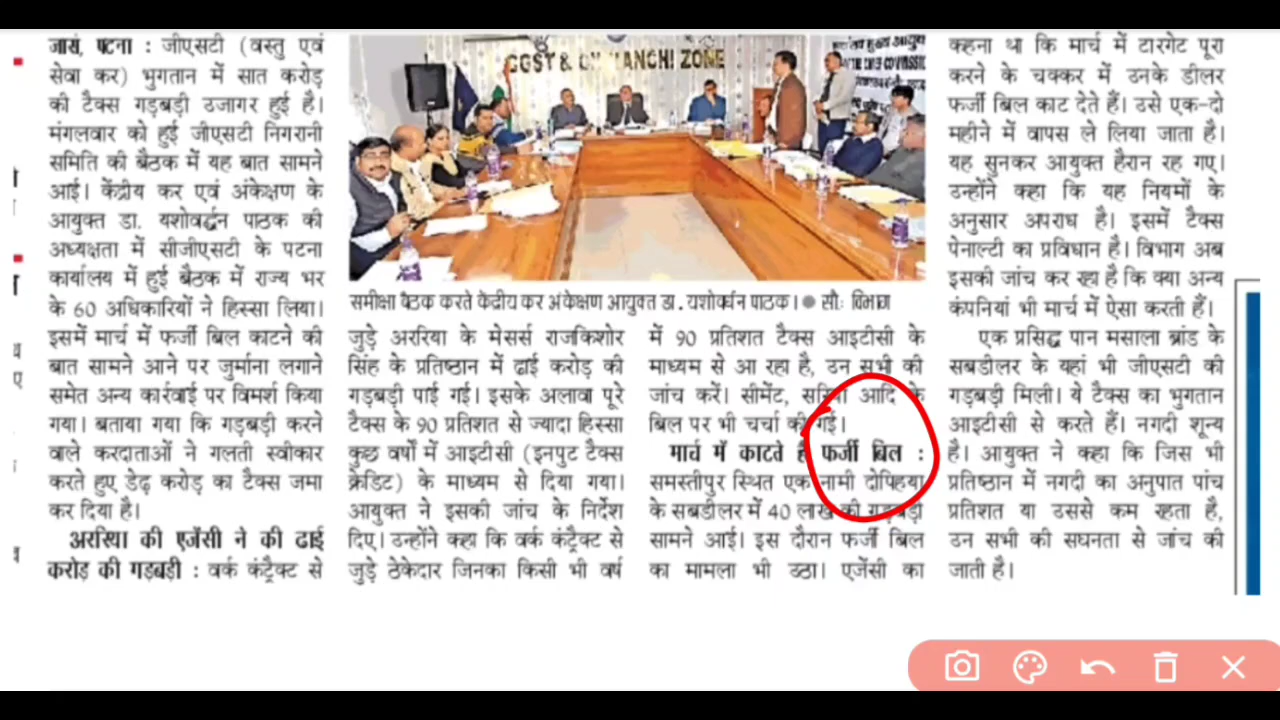 जासं, पटना : जीएसटी (वस्तु एवं
सेवा कर) भुगतान में सात करोड़
की टैक्स गड़बड़ी उजागर हुई है।
मंगलवार को हुई जीएसटी निगरानी
समिति की बैठक में यह बात सामने
आई। केंद्रीय कर एवं अंकेक्षण के
आयुक्त डा. यशोवर्द्धन पाठक की
अध्यक्षता में सीजीएसटी के पटना
कार्यालय में हुई बैठक में राज्य भर
के 60 अधिकारियों ने हिस्सा लिया।
इसमें मार्च में फर्जी बिल काटने की
बात सामने आने पर जुर्माना लगाने
समेत अन्य कार्रवाई पर विमर्श किया
गया। बताया गया कि गड़बड़ी करने
वाले करदाताओं ने गलती स्वीकार
करते हुए डेढ़ करोड़ का टैक्स जमा
कर दिया है।
अररिया की एजेंसी ने की ढाई
करोड़ की गड़बड़ी : वर्क कंट्रैक्ट से
CGST & ANCHI ZONE
समीक्षा बैठक करते केंद्रीय कर अंकेक्षण आयुक्त डा. यशोवर्धन पाठक। ● सौ: विभाग
जुड़े अररिया के मेसर्स राजकिशोर
सिंह के प्रतिष्ठान में ढाई करोड़ की
गड़बड़ी पाई गई। इसके अलावा पूरे
टैक्स के 90 प्रतिशत से ज्यादा हिस्सा
कुछ वर्षों में आइटीसी (इनपुट टैक्स
क्रेडिट) के माध्यम से दिया गया।
आयुक्त ने इसकी जांच के निर्देश
दिए। उन्होंने कहा कि वर्क कंट्रैक्ट से
जुड़े ठेकेदार जिनका किसी भी वर्ष
में 90 प्रतिशत टैक्स आइटीसी के
माध्यम से आ रहा है, उन सभी की
जांच करें। सीमेंट, सरिया आदि के
बिल पर भी चर्चा की गई।
मार्च में काटते हैं फर्जी बिल :
समस्तीपुर स्थित एक नामी दोपहिया
के सबडीलर में 40 लाख की गड़बड़ी
सामने आई। इस दौरान फर्जी बिल
का मामला भी उठा। एजेंसी का
कहना था कि मार्च में टारगेट पूरा
करने के चक्कर में उनके डीलर
फर्जी बिल काट देते हैं। उसे एक-दो
महीने में वापस ले लिया जाता है।
यह सुनकर आयुक्त हैरान रह गए।
उन्होंने कहा कि यह नियमों के
अनुसार अपराध है। इसमें टैक्स
पेनाल्टी का प्रविधान है। विभाग अब
इसकी जांच कर रहा है कि क्या अन्य
कंपनियां भी मार्च में ऐसा करती हैं।
एक प्रसिद्ध पान मसाला ब्रांड के
सबडीलर के यहां भी जीएसटी की
गड़बड़ी मिली। ये टैक्स का भुगतान
आइटीसी से करते हैं। नगदी शून्य
है। आयुक्त ने कहा कि जिस भी
प्रतिष्ठान में नगदी का अनुपात पांच
प्रतिशत या उससे कम रहता है,
उन सभी की सघनता से जांच की
जाती है।